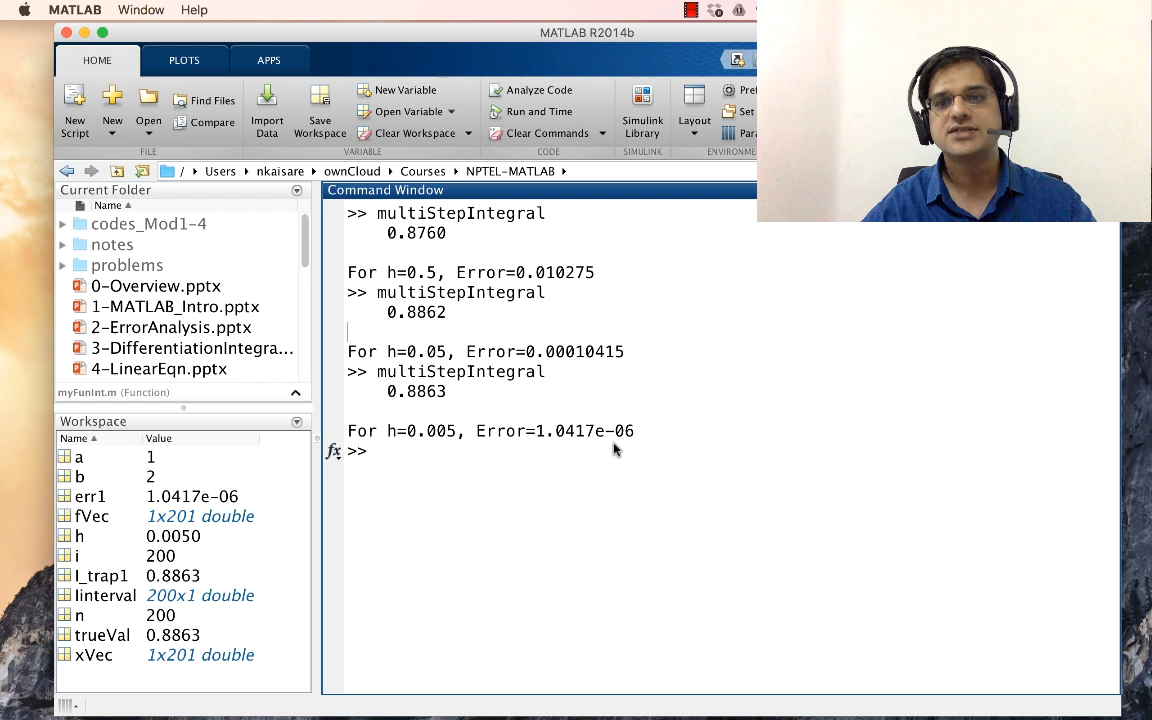 MATLAB Window Help
MATLAB R2014b
HOME PLOTS APPS
New Script
New
Open
Find Files
Compare
Import Data
Save Workspace
New Variable
Open Variable
Clear Workspace
Analyze Code
Run and Time
Clear Commands
Simulink Library
Layout
Set
FILE VARIABLE CODE SIMULINK
/ Users nkaisare ownCloud Courses NPTEL-MATLAB
Current Folder
Name
codes_Mod1-4
notes
problems
0-Overview.pptx
1-MATLAB_Intro.pptx
2-ErrorAnalysis.pptx
3-DifferentiationIntegra...
4-LinearEqn.pptx
myFunInt.m (Function)
Workspace
Name Value
a 1
b 2
err1 1.0417e-06
fVec 1x201 double
h 0.0050
i 200
I_trap1 0.8863
Iinterval 200x1 double
n 200
trueVal 0.8863
xVec 1x201 double
Command Window
>> multiStepIntegral
0.8760
For h=0.5, Error=0.010275
>> multiStepIntegral
0.8862
For h=0.05, Error=0.00010415
>> multiStepIntegral
0.8863
For h=0.005, Error=1.0417e-06
fx >>